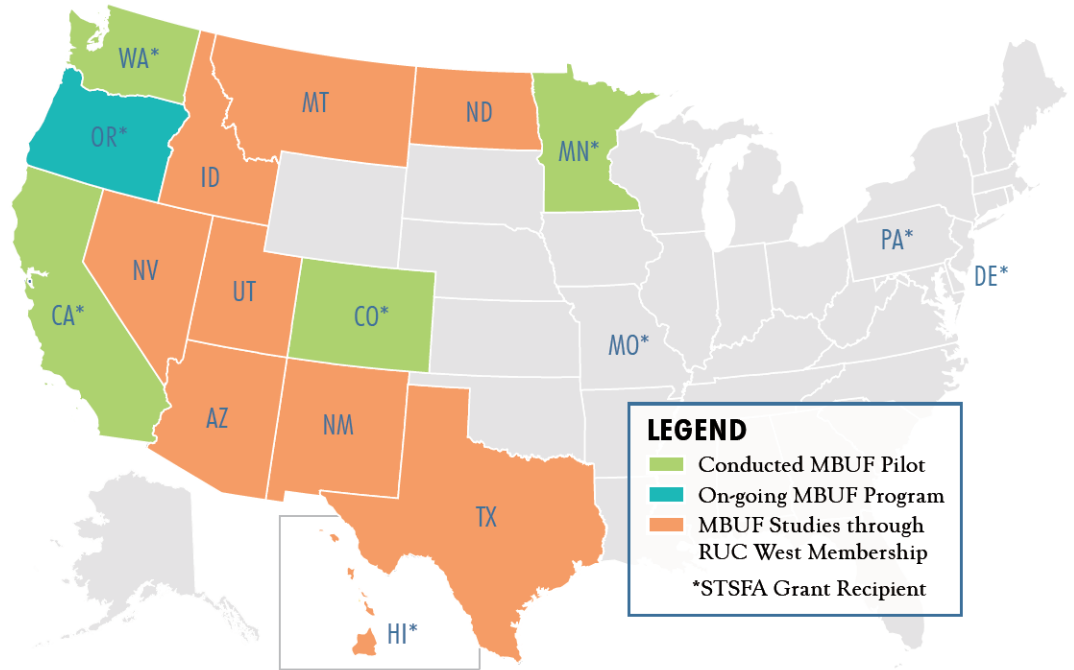 WA*
MT
ND
OR*
MN*
ID
PA*
NV
DE*
UT
CA*
CO*
MO*
AZ
NM
TX
HI*
LEGEND
Conducted MBUF Pilot
On-going MBUF Program
MBUF Studies through
RUC West Membership
*STSFA Grant Recipient